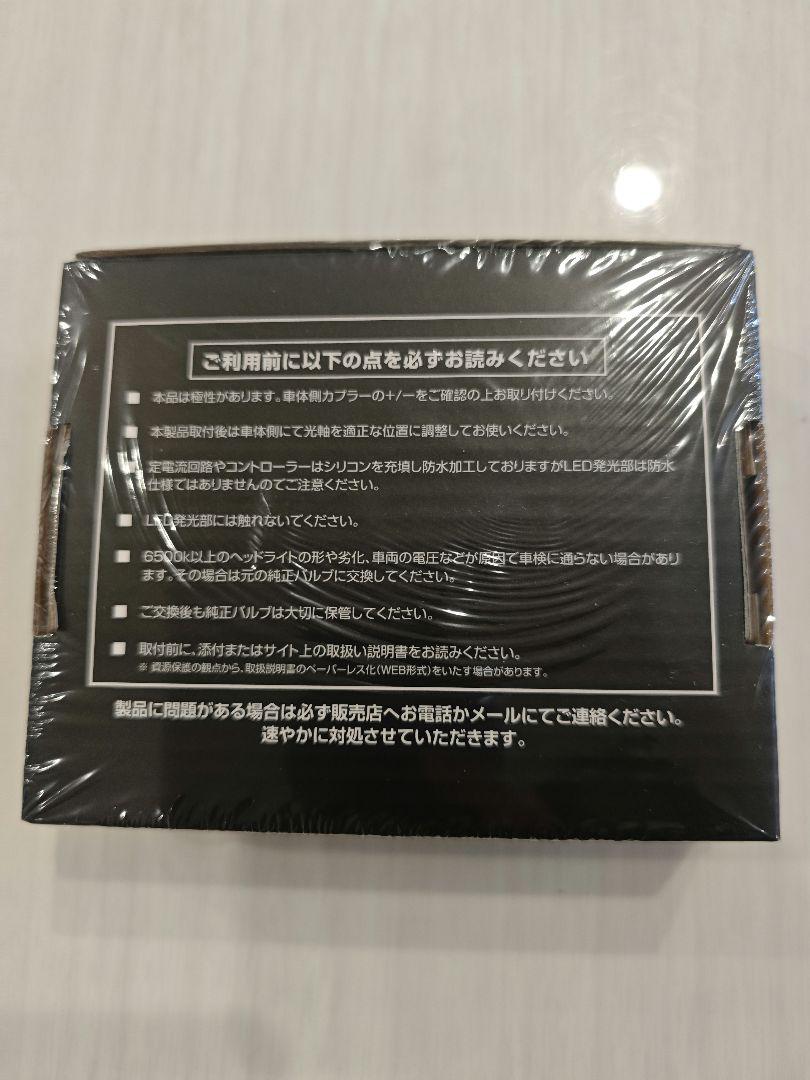 ご利用前に以下の点を必ずお読みください
■ 本品は極性があります。車体側カプラーの+/ーをご確認の上お取り付けください。
■ 本製品取付後は車体側にて光軸を適正な位置に調整してお使いください。
■ 定電流回路やコントローラーはシリコンを充填し防水加工しておりますがLED発光部は防水
仕様ではありませんのでご注意ください。
■ LED発光部には触れないでください。
■ 6500k以上のヘッドライトの形や劣化、車両の電圧などが原因で車検に通らない場合があり
ます。その場合は元の純正バルブに交換してください。
■ ご交換後も純正バルブは大切に保管してください。
■ 取付前に、添付またはサイト上の取扱い説明書をお読みください。
※ 資源保護の観点から、取扱説明書のペーパーレス化(WEB形式)をいたす場合があります。
製品に問題がある場合は必ず販売店へお電話かメールにてご連絡ください。
速やかに対処させていただきます。